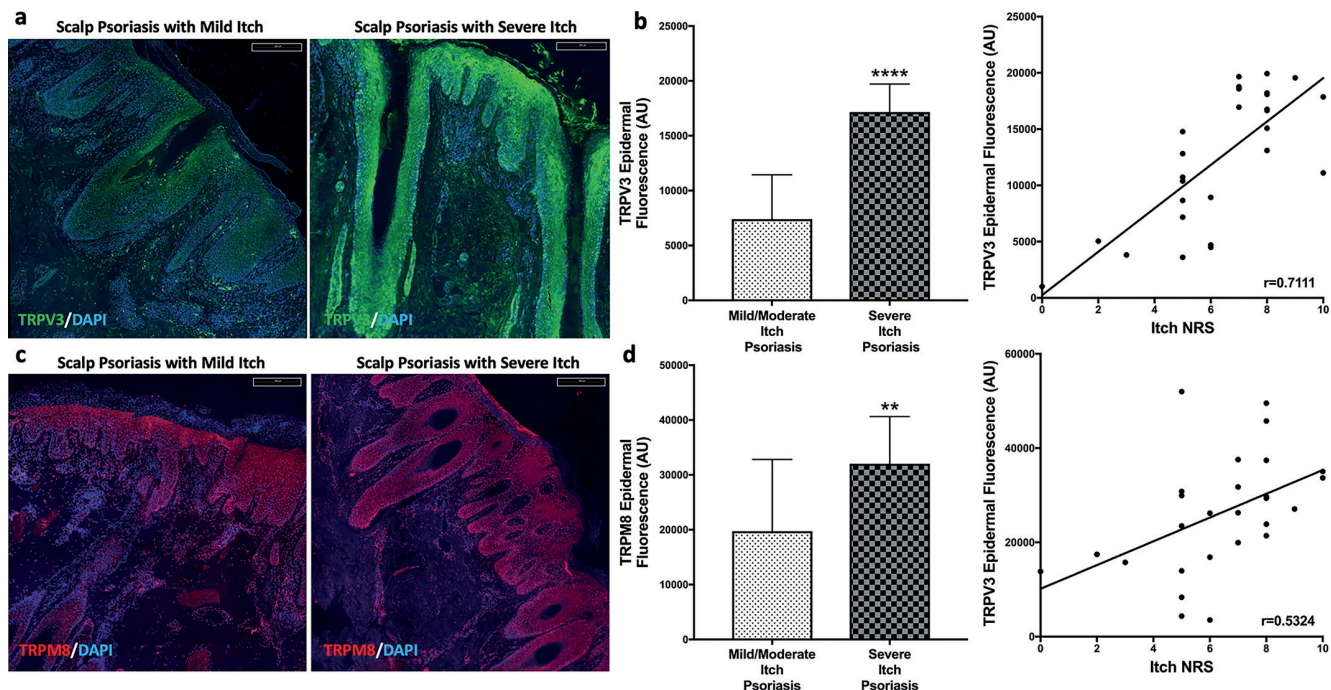 a
Scalp Psoriasis with Mild Itch
Scalp Psoriasis with Severe Itch
TRPV3/DAPI
TRPV3/DAPI
b
TRPV3 Epidermal
Fluorescence (AU)
25000
20000
15000
10000
5000
0
****
Mild/Moderate
Itch
Psoriasis
Severe
Itch
Psoriasis
TRPV3 Epidermal Fluorescence (AU)
25000
20000
15000
10000
5000
0
r=0.7111
0 2 4 6 8 10
Itch NRS
c
Scalp Psoriasis with Mild Itch
Scalp Psoriasis with Severe Itch
TRPM8/DAPI
TRPM8/DAPI
d
TRPM8 Epidermal
Fluorescence (AU)
50000
40000
30000
20000
10000
0
**
Mild/Moderate
Itch
Psoriasis
Severe
Itch
Psoriasis
TRPV3 Epidermal Fluorescence (AU)
60000
40000
20000
0
r=0.5324
0 2 4 6 8 10
Itch NRS